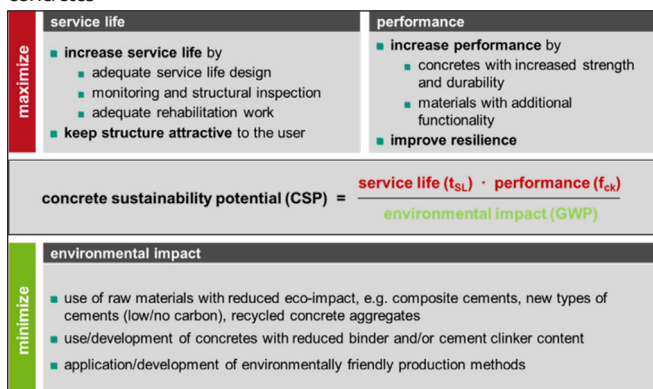 concretes
service life
performance
maximize
increase service life by
adequate service life design
monitoring and structural inspection
adequate rehabilitation work
keep structure attractive to the user
increase performance by
concretes with increased strength
and durability
materials with additional
functionality
improve resilience
concrete sustainability potential (CSP) = service life (t_SL) · performance (f_ck)
environmental impact (GWP)
environmental impact
minimize
use of raw materials with reduced eco-impact, e.g. composite cements, new types of
cements (low/no carbon), recycled concrete aggregates
use/development of concretes with reduced binder and/or cement clinker content
application/development of environmentally friendly production methods